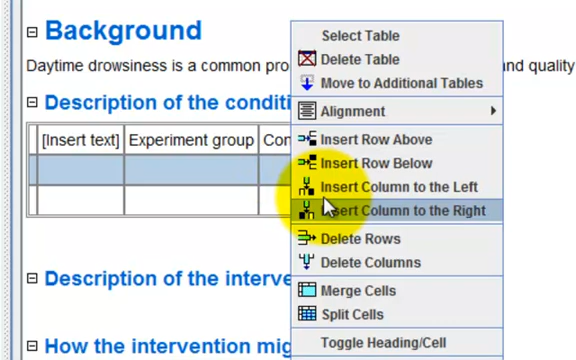 Background
Daytime drowsiness is a common pro
and quality
Description of the conditi
[Insert text] Experiment group Con
Description of the interve
How the intervention mig
Select Table
Delete Table
Move to Additional Tables
Alignment
Insert Row Above
Insert Row Below
Insert Column to the Left
Insert Column to the Right
Delete Rows
Delete Columns
Merge Cells
Split Cells
Toggle Heading/Cell